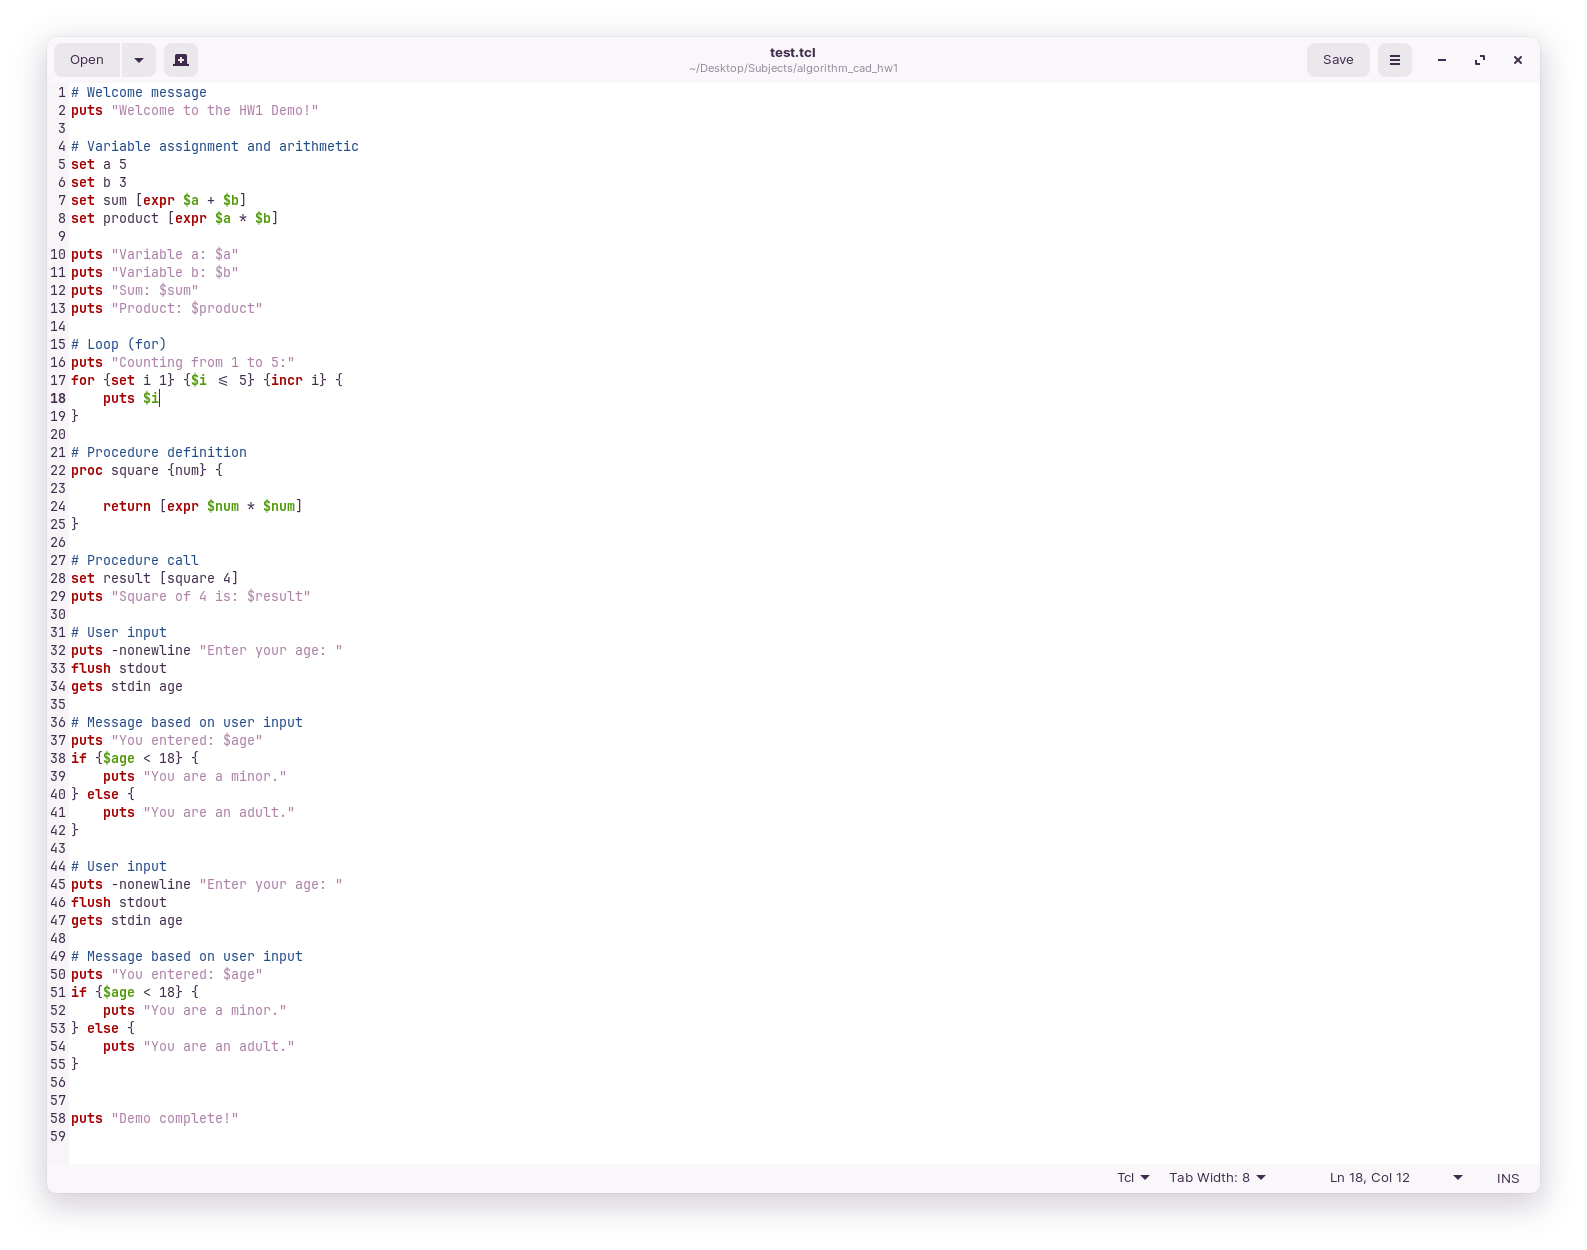 Open
test.tcl
~/Desktop/Subjects/algorithm_cad_hw1
Save
1 # Welcome message
2 puts "Welcome to the HW1 Demo!"
3
4 # Variable assignment and arithmetic
5 set a 5
6 set b 3
7 set sum [expr $a + $b]
8 set product [expr $a * $b]
9
10 puts "Variable a: $a"
11 puts "Variable b: $b"
12 puts "Sum: $sum"
13 puts "Product: $product"
14
15 # Loop (for)
16 puts "Counting from 1 to 5:"
17 for {set i 1} {$i <= 5} {incr i} {
18     puts $i
19 }
20
21 # Procedure definition
22 proc square {num} {
23
24     return [expr $num * $num]
25 }
26
27 # Procedure call
28 set result [square 4]
29 puts "Square of 4 is: $result"
30
31 # User input
32 puts -nonewline "Enter your age: "
33 flush stdout
34 gets stdin age
35
36 # Message based on user input
37 puts "You entered: $age"
38 if {$age < 18} {
39     puts "You are a minor."
40 } else {
41     puts "You are an adult."
42 }
43
44 # User input
45 puts -nonewline "Enter your age: "
46 flush stdout
47 gets stdin age
48
49 # Message based on user input
50 puts "You entered: $age"
51 if {$age < 18} {
52     puts "You are a minor."
53 } else {
54     puts "You are an adult."
55 }
56
57
58 puts "Demo complete!"
59
Tcl Tab Width: 8 Ln 18, Col 12 INS